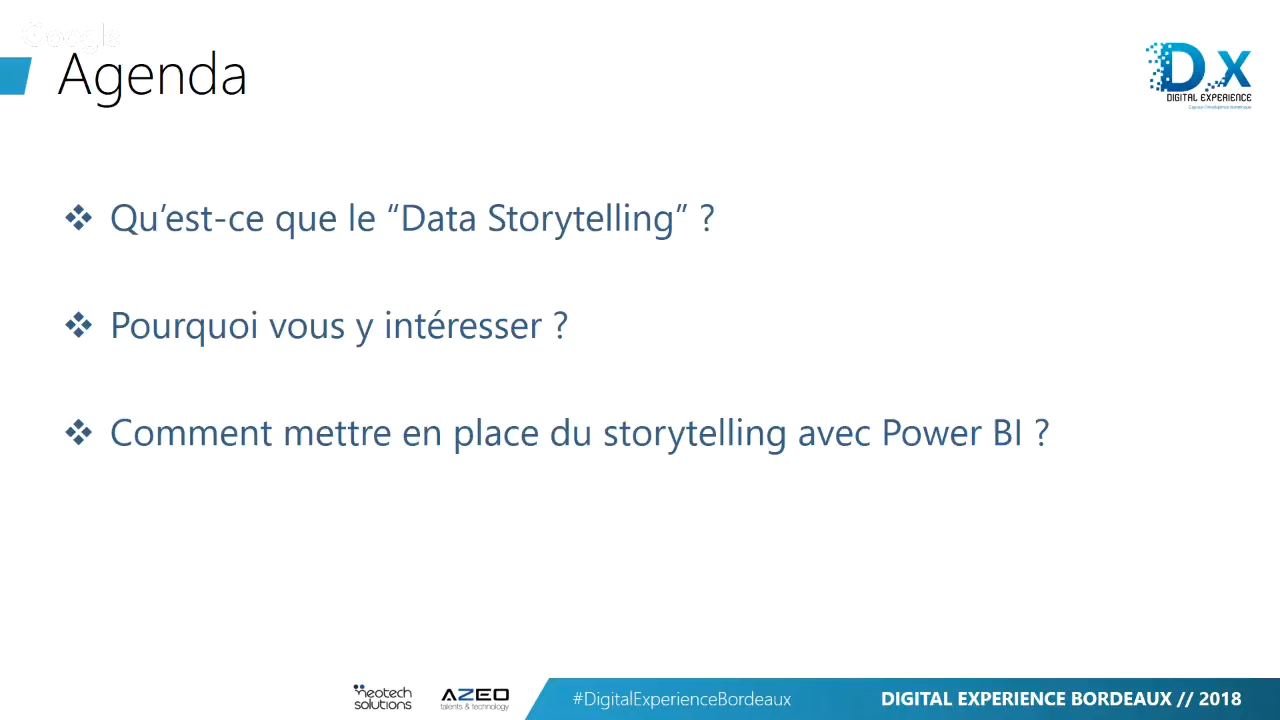 Google
Agenda
D x
DIGITAL EXPERIENCE
❖ Qu’est-ce que le “Data Storytelling” ?
❖ Pourquoi vous y intéresser ?
❖ Comment mettre en place du storytelling avec Power BI ?
neotech
solutions
AZEO
talents & technology
#DigitalExperienceBordeaux
DIGITAL EXPERIENCE BORDEAUX // 2018